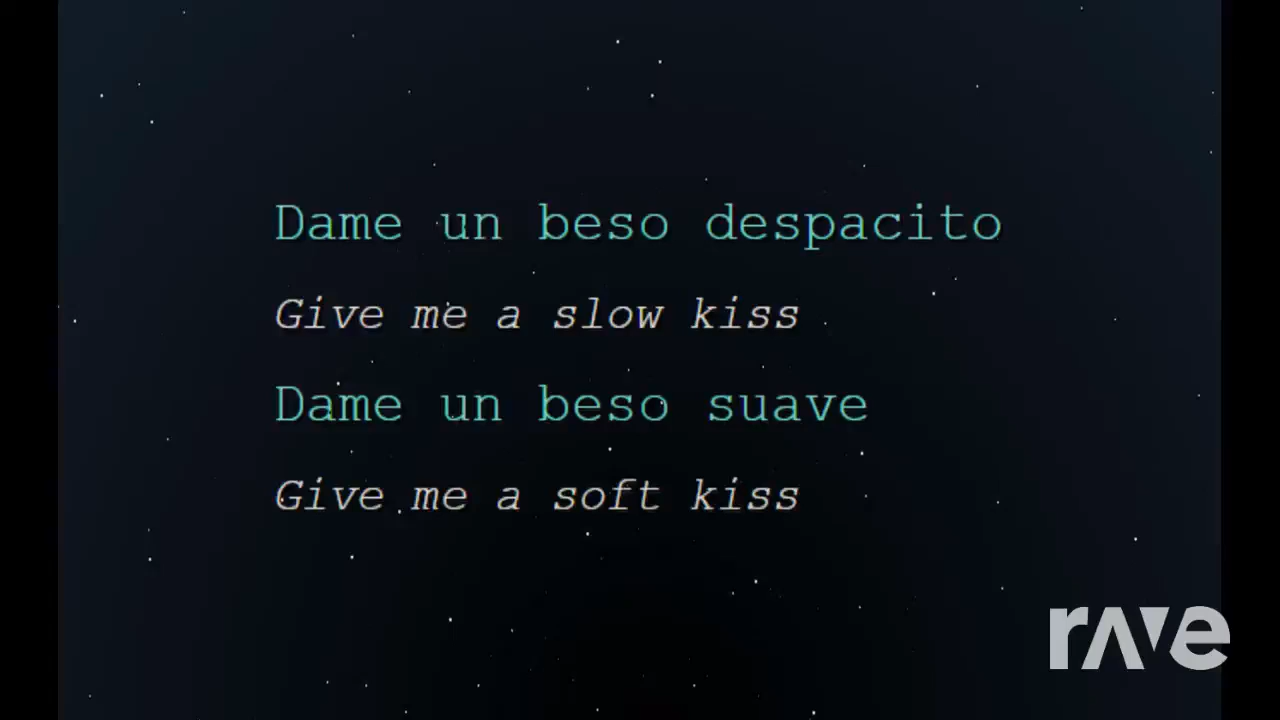 Dame un beso despacito
Give me a slow kiss
Dame un beso suave
Give me a soft kiss
rave